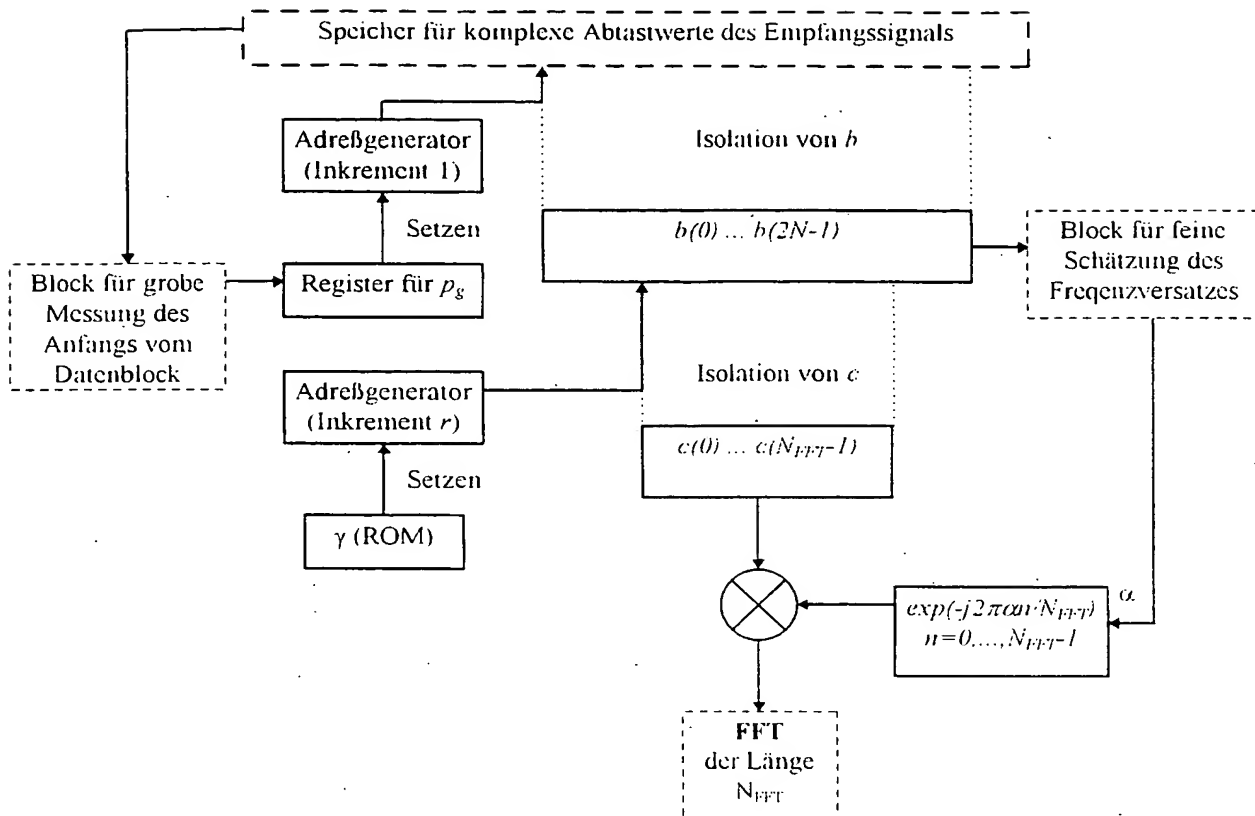 Speicher für komplexe Abtastwerte des Empfangssignals
Adreßgenerator
(Inkrement 1)
Isolation von b
Setzen
b(0) ... b(2N-1)
Block für feine
Schätzung des
Freqenzversatzes
Block für grobe
Messung des
Anfangs vom
Datenblock
Register für p_g
Adreßgenerator
(Inkrement r)
Isolation von c
c(0) ... c(N_FFT-1)
Setzen
γ (ROM)
exp(-j2παn/N_FFT)
n=0,...,N_FFT-1
α
FFT
der Länge
N_FFT